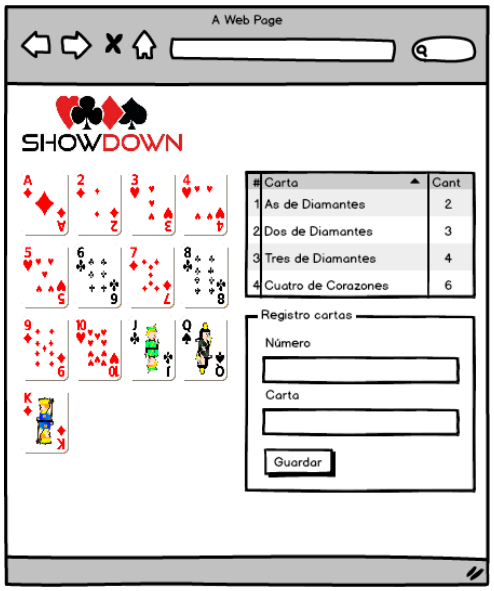 A Web Page
SHOWDOWN
A A 2 2 3 3 4 4
5 5 6 6 7 7 8 8
9 9 10 10 J J Q Q
K K
# Carta Cant
1 As de Diamantes 2
2 Dos de Diamantes 3
3 Tres de Diamantes 4
4 Cuatro de Corazones 6
Registro cartas
Número
Carta
Guardar